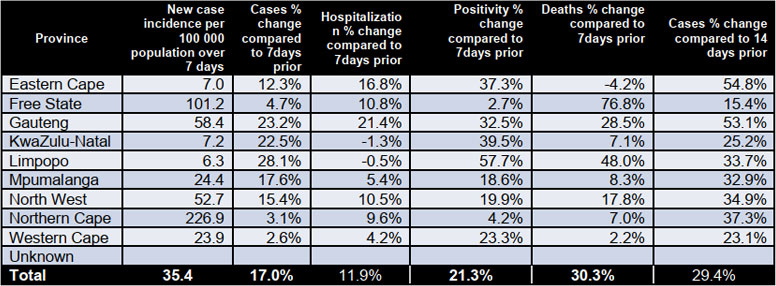 Province New case incidence per 100 000 population over 7 days Cases % change compared to 7days prior Hospitalizatio n % change compared to 7days prior Positivity % change compared to 7days prior Deaths % change compared to 7days prior Cases % change compared to 14 days prior
Eastern Cape 7.0 12.3% 16.8% 37.3% -4.2% 54.8%
Free State 101.2 4.7% 10.8% 2.7% 76.8% 15.4%
Gauteng 58.4 23.2% 21.4% 32.5% 28.5% 53.1%
KwaZulu-Natal 7.2 22.5% -1.3% 39.5% 7.1% 25.2%
Limpopo 6.3 28.1% -0.5% 57.7% 48.0% 33.7%
Mpumalanga 24.4 17.6% 5.4% 18.6% 8.3% 32.9%
North West 52.7 15.4% 10.5% 19.9% 17.8% 34.9%
Northern Cape 226.9 3.1% 9.6% 4.2% 7.0% 37.3%
Western Cape 23.9 2.6% 4.2% 23.3% 2.2% 23.1%
Unknown
Total 35.4 17.0% 11.9% 21.3% 30.3% 29.4%